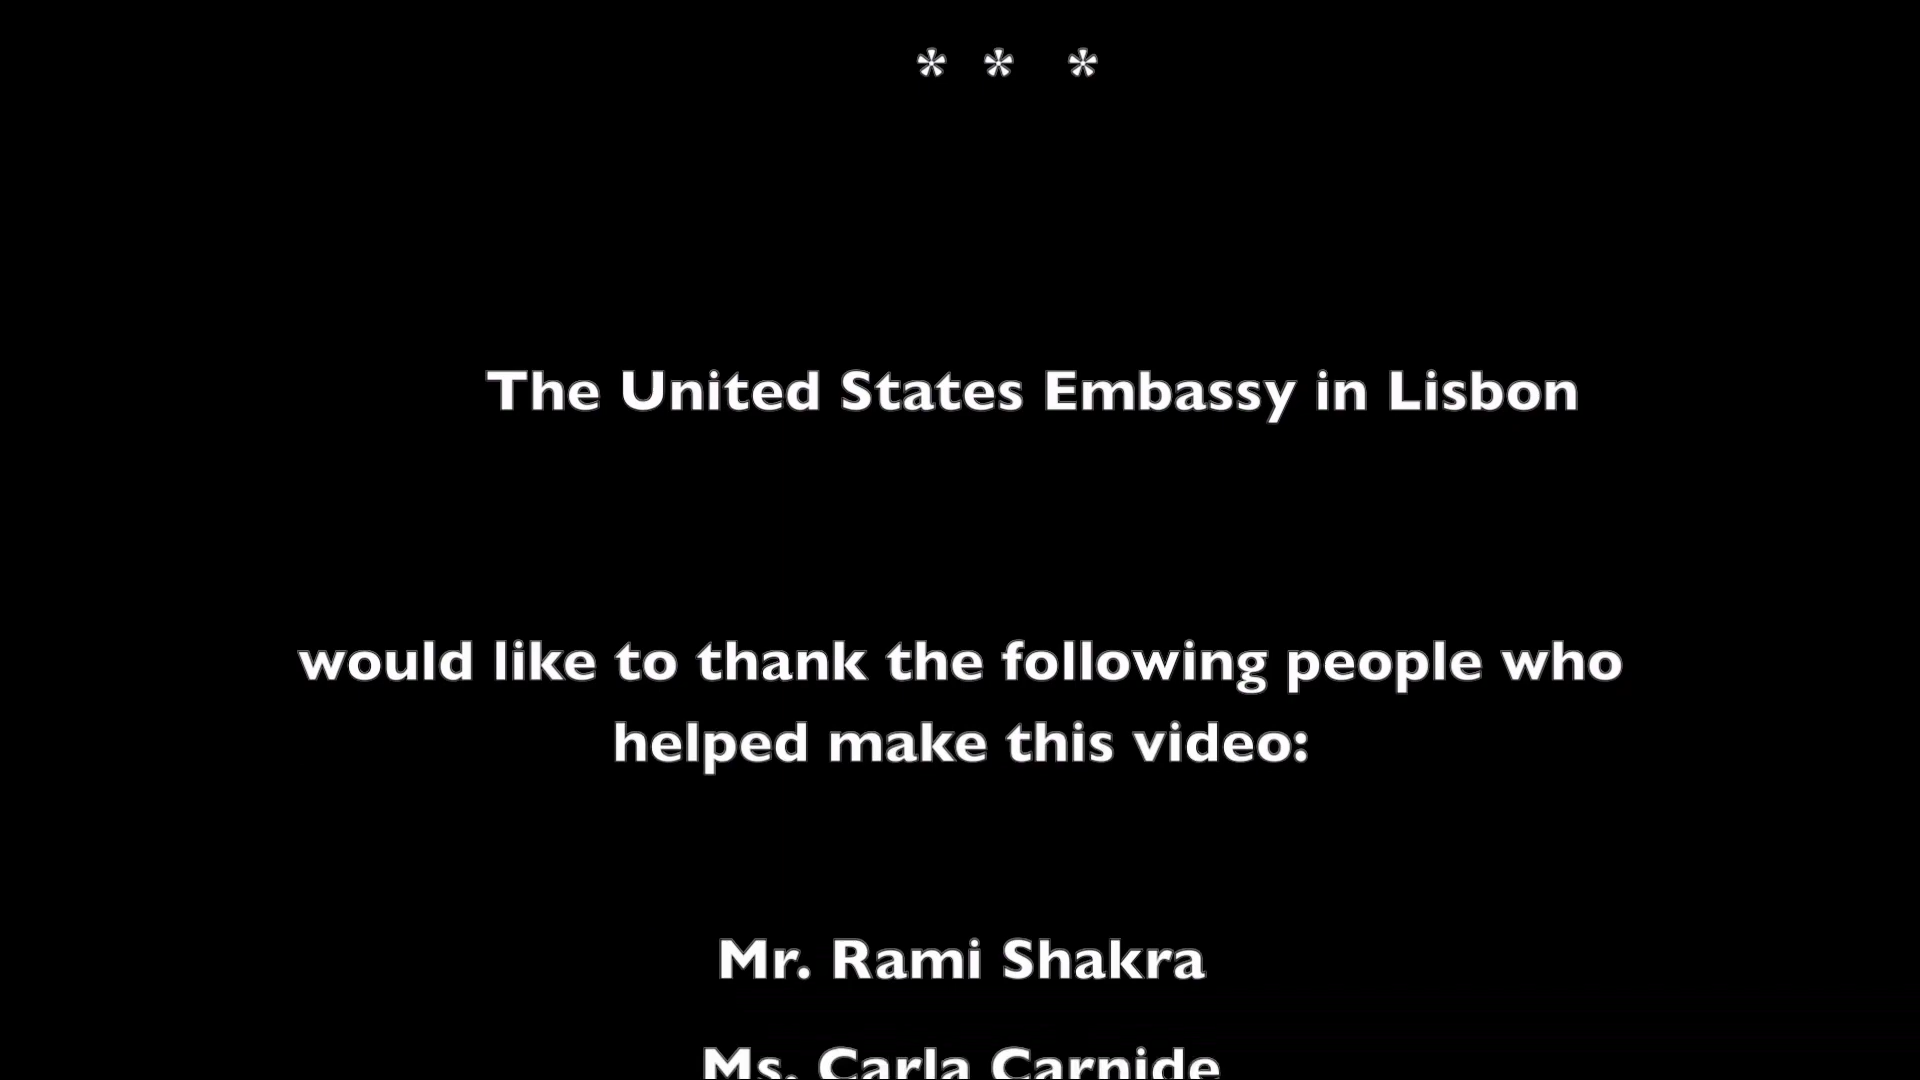 * * *
The United States Embassy in Lisbon
would like to thank the following people who
helped make this video:
Mr. Rami Shakra
Ms. Carla Carnide